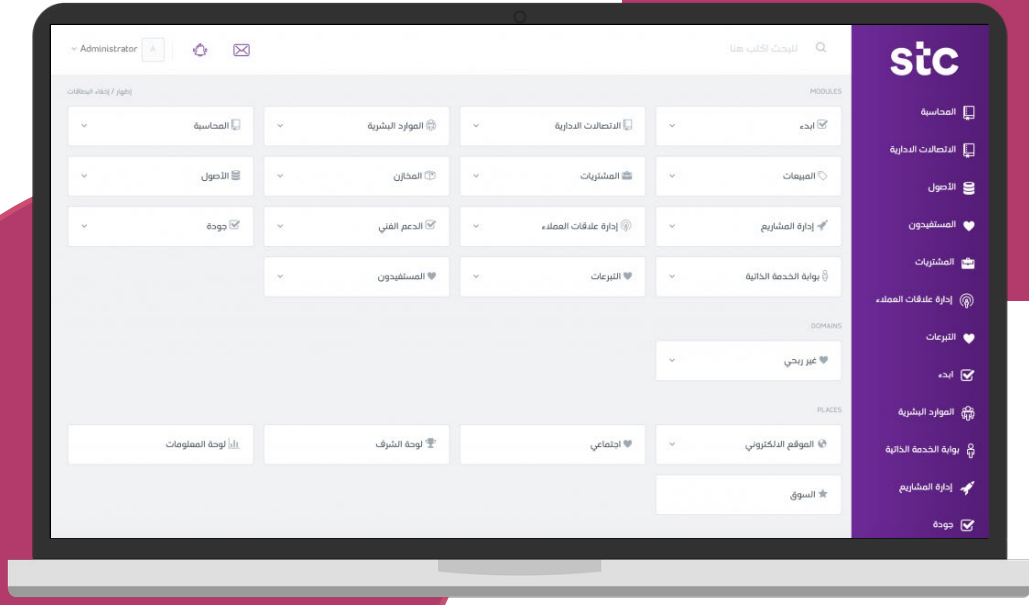 stc
المحاسبة
الاتصالات الادارية
الأصول
المستفيدون
المشتريات
إدارة علاقات العملاء
التبرعات
ابدء
الموارد البشرية
بوابة الخدمة الذاتية
إدارة المشاريع
جودة
للبحث اكتب هنا
Administrator
A
MODULES
إظهار / إخفاء البطاقات
ابدء
الاتصالات الادارية
الموارد البشرية
المحاسبة
المبيعات
المشتريات
المخازن
الأصول
إدارة المشاريع
إدارة علاقات العملاء
الدعم الفني
جودة
بوابة الخدمة الذاتية
التبرعات
المستفيدون
DOMAINS
غير ربحي
PLACES
الموقع الالكتروني
اجتماعي
لوحة الشرف
لوحة المعلومات
السوق